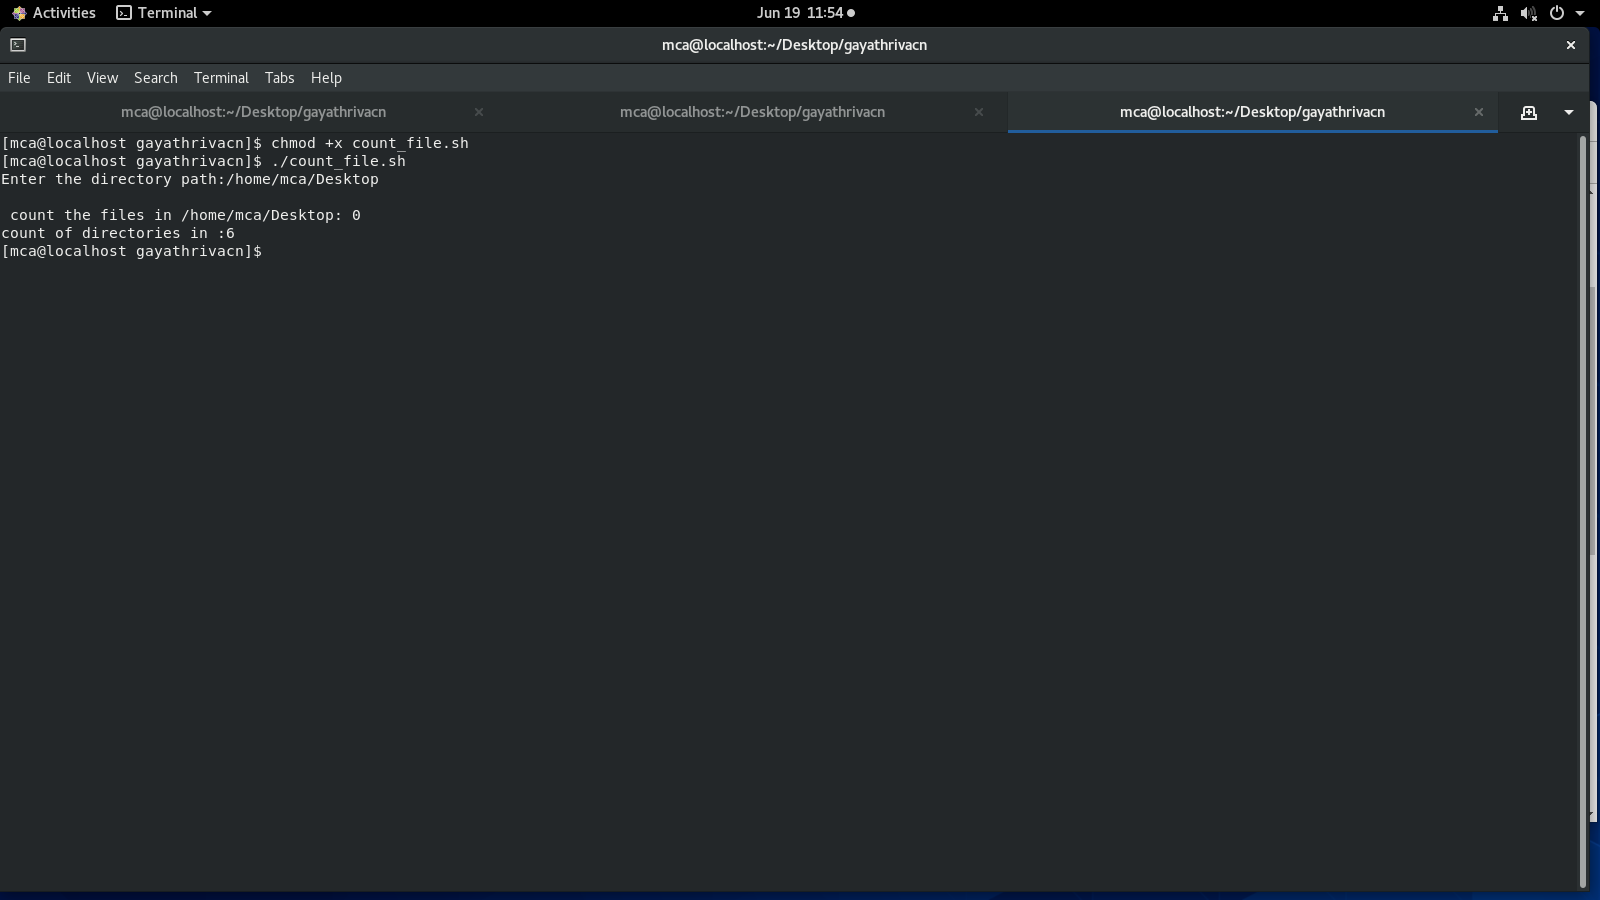 Activities Terminal Jun 19 11:54
mca@localhost:~/Desktop/gayathrivacn
File Edit View Search Terminal Tabs Help
mca@localhost:~/Desktop/gayathrivacn mca@localhost:~/Desktop/gayathrivacn mca@localhost:~/Desktop/gayathrivacn
[mca@localhost gayathrivacn]$ chmod +x count_file.sh
[mca@localhost gayathrivacn]$ ./count_file.sh
Enter the directory path:/home/mca/Desktop
 count the files in /home/mca/Desktop: 0
count of directories in :6
[mca@localhost gayathrivacn]$